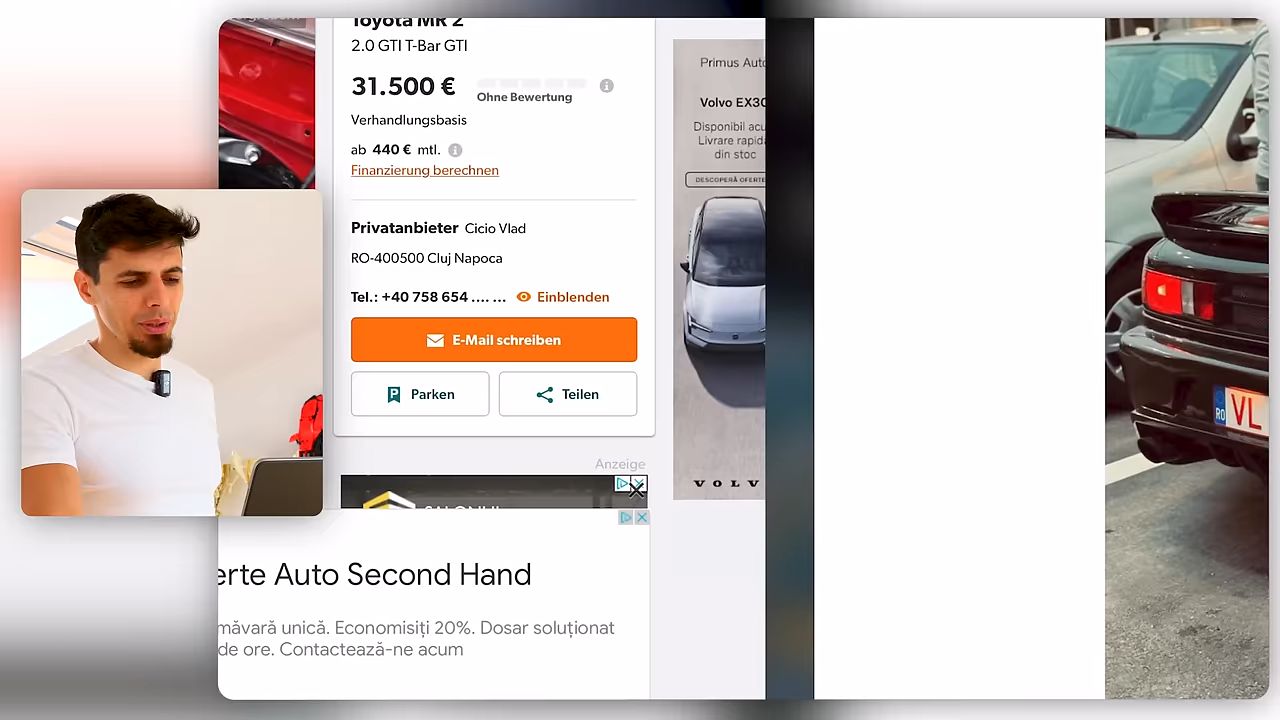 Toyota MR 2
2.0 GTI T-Bar GTI
31.500 €
Ohne Bewertung
Verhandlungsbasis
ab 440 € mtl.
Finanzierung berechnen
Privatanbieter Cicio Vlad
RO-400500 Cluj Napoca
Tel.: +40 758 654 .... ... Einblenden
E-Mail schreiben
Parken
Teilen
Anzeige
erte Auto Second Hand
măvară unică. Economisiți 20%. Dosar soluționat
de ore. Contactează-ne acum
Primus Auto
Volvo EX30
Disponibil acu
Livrare rapidă
din stoc
DESCOPERĂ OFERTE
VOLV
RO VL